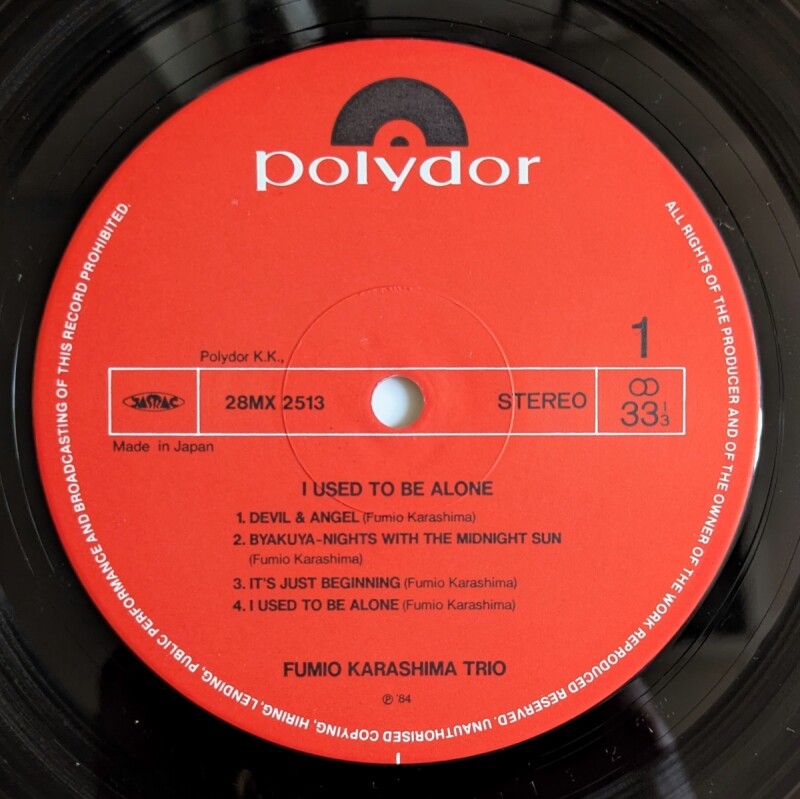 polydor
ALL RIGHTS OF THE PRODUCER AND OF THE OWNER OF THE WORK REPRODUCED RESERVED. UNAUTHORISED COPYING, HIRING, LENDING, PUBLIC PERFORMANCE AND BROADCASTING OF THIS RECORD PROHIBITED.
1
Polydor K.K.,
JASRAC
28MX 2513
STEREO
33 1/3
Made in Japan
I USED TO BE ALONE
1. DEVIL & ANGEL (Fumio Karashima)
2. BYAKUYA-NIGHTS WITH THE MIDNIGHT SUN
(Fumio Karashima)
3. IT'S JUST BEGINNING (Fumio Karashima)
4. I USED TO BE ALONE (Fumio Karashima)
FUMIO KARASHIMA TRIO
℗ '84